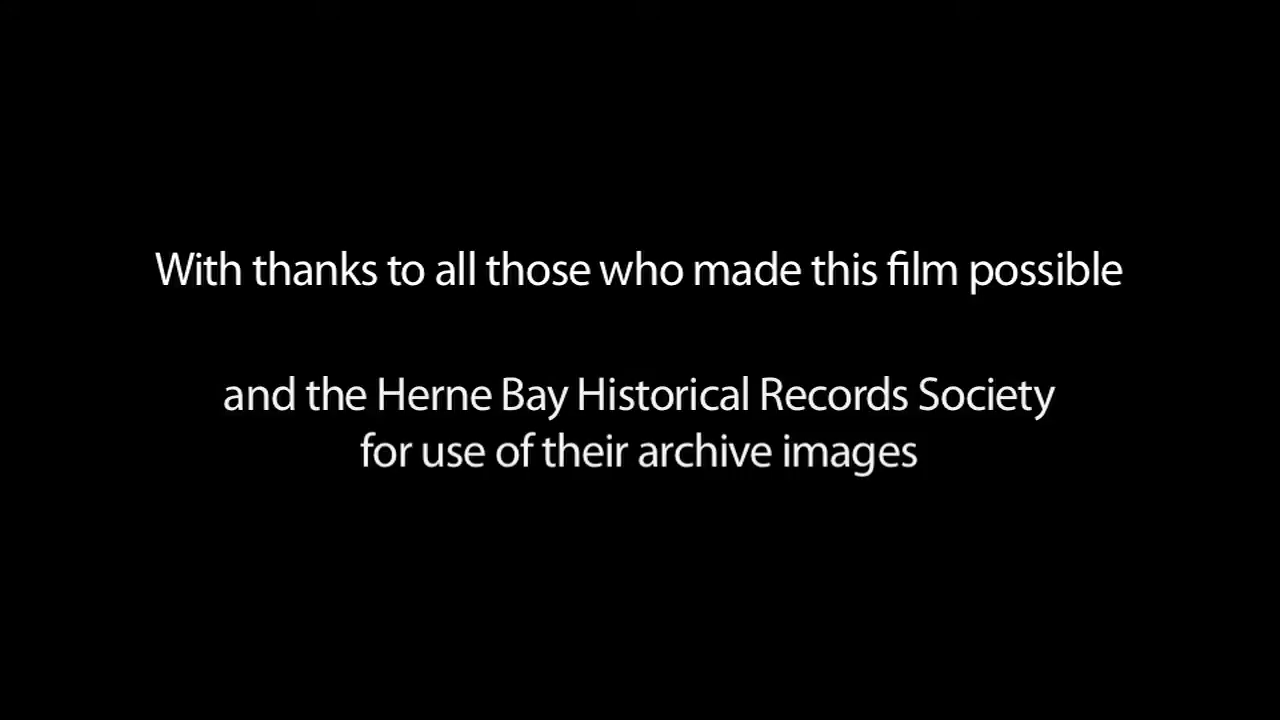 With thanks to all those who made this film possible
and the Herne Bay Historical Records Society
for use of their archive images